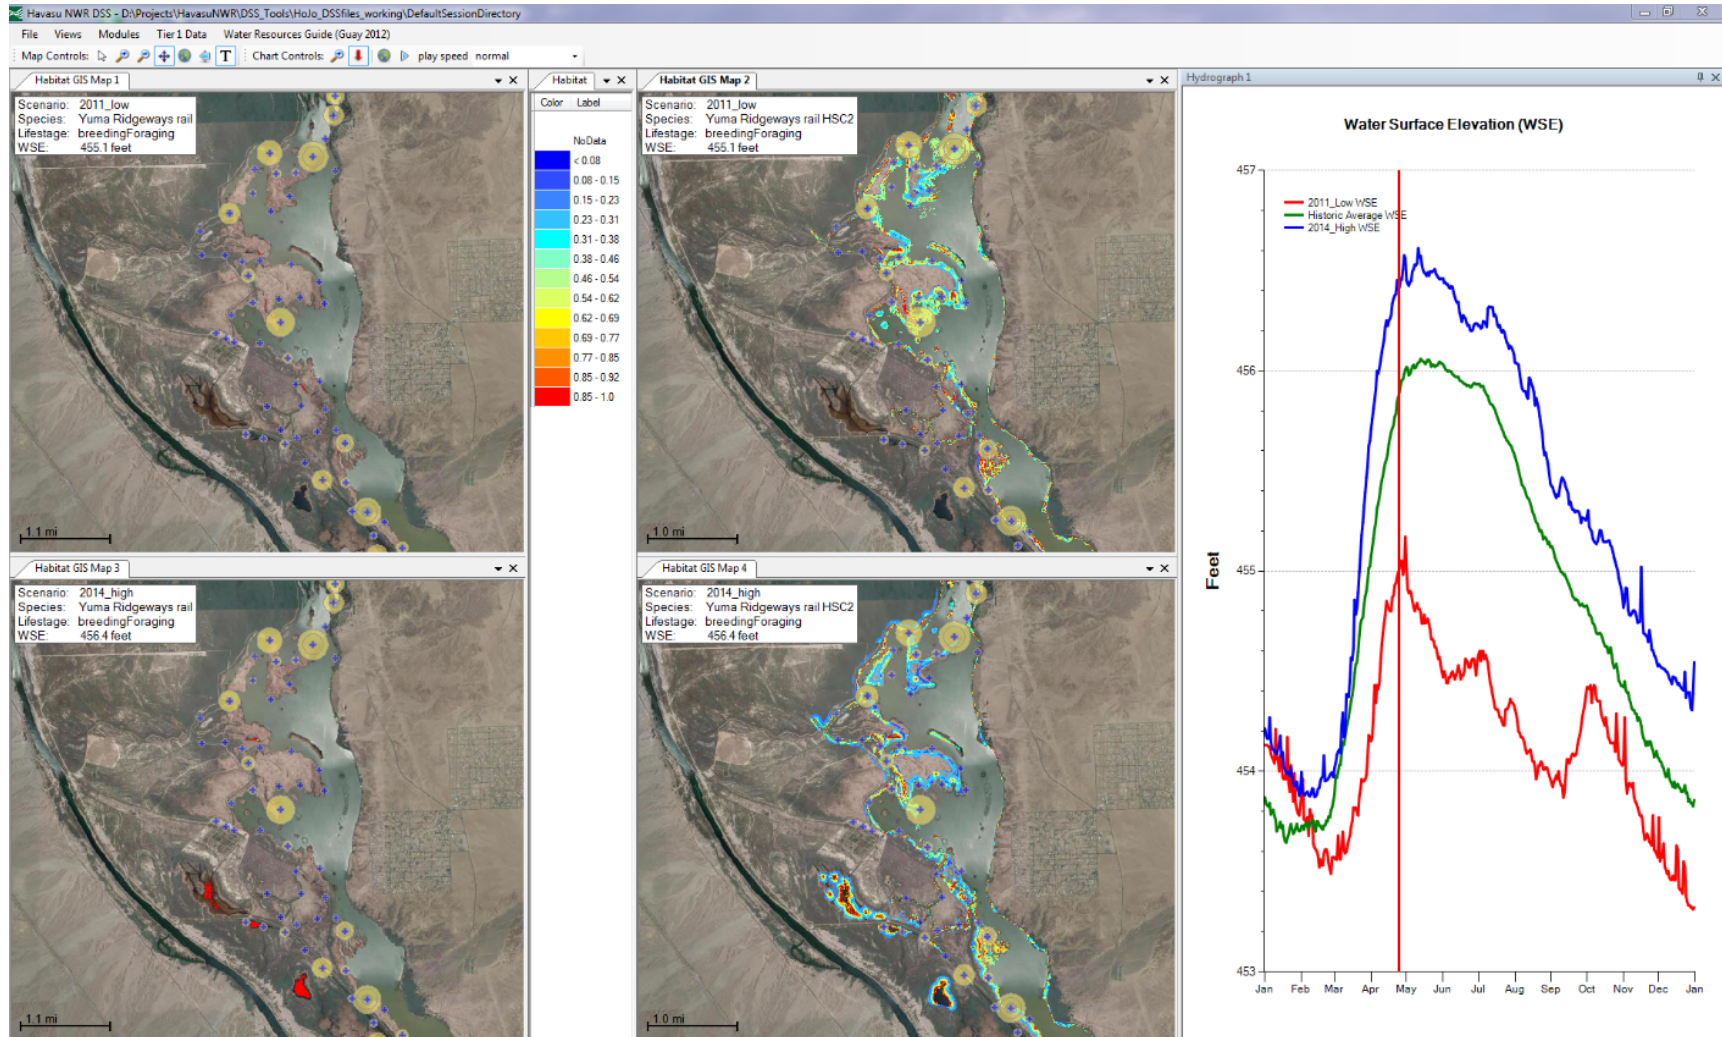 Havasu NWR DSS - D:\Projects\HavasuNWR\DSS_Tools\HoJo_DSSfiles_working\DefaultSessionDirectory
File Views Modules Tier 1 Data Water Resources Guide (Guay 2012)
Map Controls: T Chart Controls: play speed normal
Habitat GIS Map 1
Scenario: 2011_low
Species: Yuma Ridgeways rail
Lifestage: breedingForaging
WSE: 455.1 feet
1.1 mi
Habitat
Color Label
NoData
< 0.08
0.08 - 0.15
0.15 - 0.23
0.23 - 0.31
0.31 - 0.38
0.38 - 0.46
0.46 - 0.54
0.54 - 0.62
0.62 - 0.69
0.69 - 0.77
0.77 - 0.85
0.85 - 0.92
0.85 - 1.0
Habitat GIS Map 2
Scenario: 2011_low
Species: Yuma Ridgeways rail HSC2
Lifestage: breedingForaging
WSE: 455.1 feet
1.0 mi
Habitat GIS Map 3
Scenario: 2014_high
Species: Yuma Ridgeways rail
Lifestage: breedingForaging
WSE: 456.4 feet
1.1 mi
Habitat GIS Map 4
Scenario: 2014_high
Species: Yuma Ridgeways rail HSC2
Lifestage: breedingForaging
WSE: 456.4 feet
1.0 mi
Hydrograph 1
Water Surface Elevation (WSE)
2011_Low WSE
Historic Average WSE
2014_High WSE
Feet
457
456
455
454
453
Jan Feb Mar Apr May Jun Jul Aug Sep Oct Nov Dec Jan